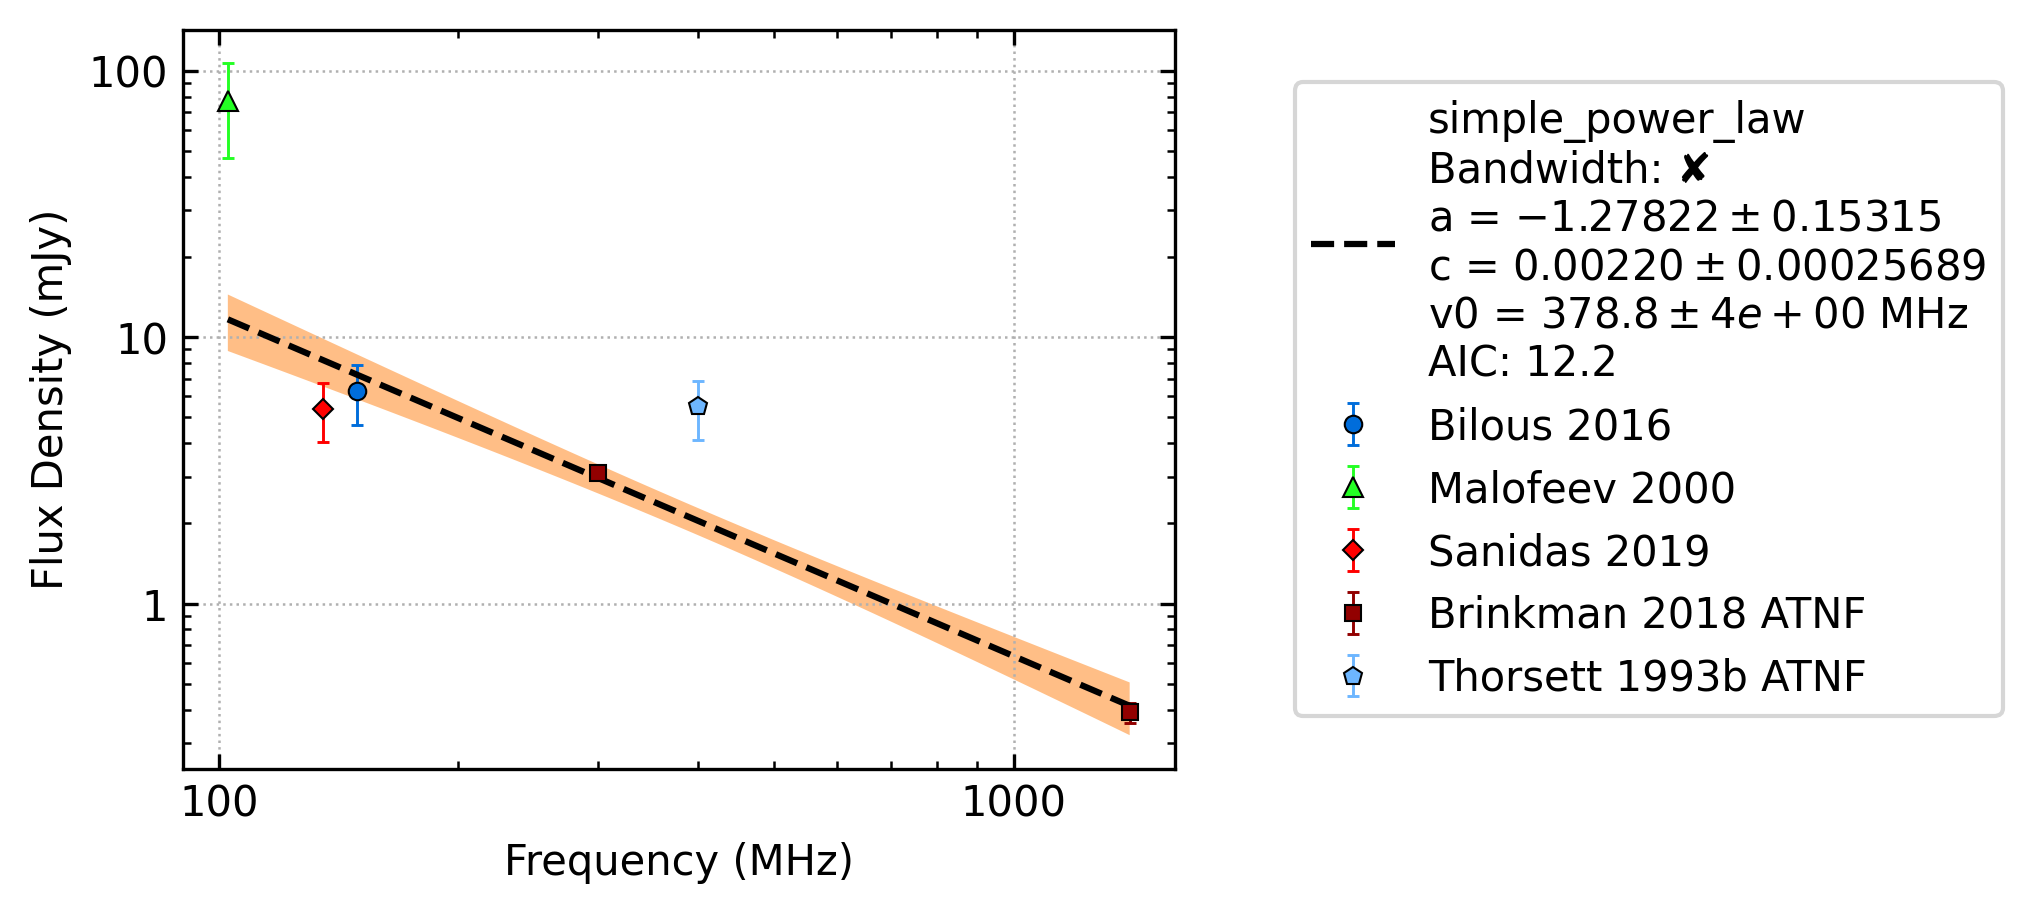 100
10
1
Flux Density (mJy)
100
1000
Frequency (MHz)
simple_power_law
Bandwidth: ✘
a = −1.27822 ± 0.15315
c = 0.00220 ± 0.00025689
v0 = 378.8 ± 4e + 00 MHz
AIC: 12.2
Bilous 2016
Malofeev 2000
Sanidas 2019
Brinkman 2018 ATNF
Thorsett 1993b ATNF